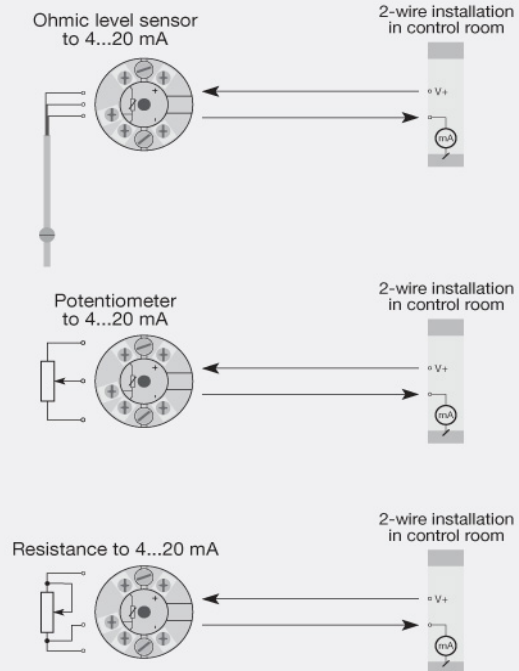 Ohmic level sensor
to 4...20 mA
2-wire installation
in control room
+
-
V+
mA
Potentiometer
to 4...20 mA
2-wire installation
in control room
+
-
V+
mA
Resistance to 4...20 mA
2-wire installation
in control room
+
-
V+
mA